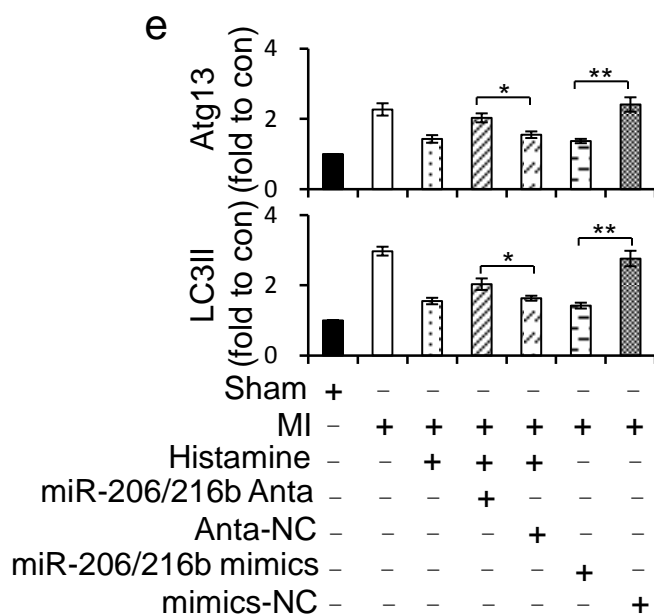 e
Atg13
(fold to con)
4
2
0
*
**
LC3II
(fold to con)
4
2
0
*
**
Sham + – – – – – –
MI – + + + + + +
Histamine – – + + + – –
miR-206/216b Anta – – – + – – –
Anta-NC – – – – + – –
miR-206/216b mimics – – – – – + –
mimics-NC – – – – – – +